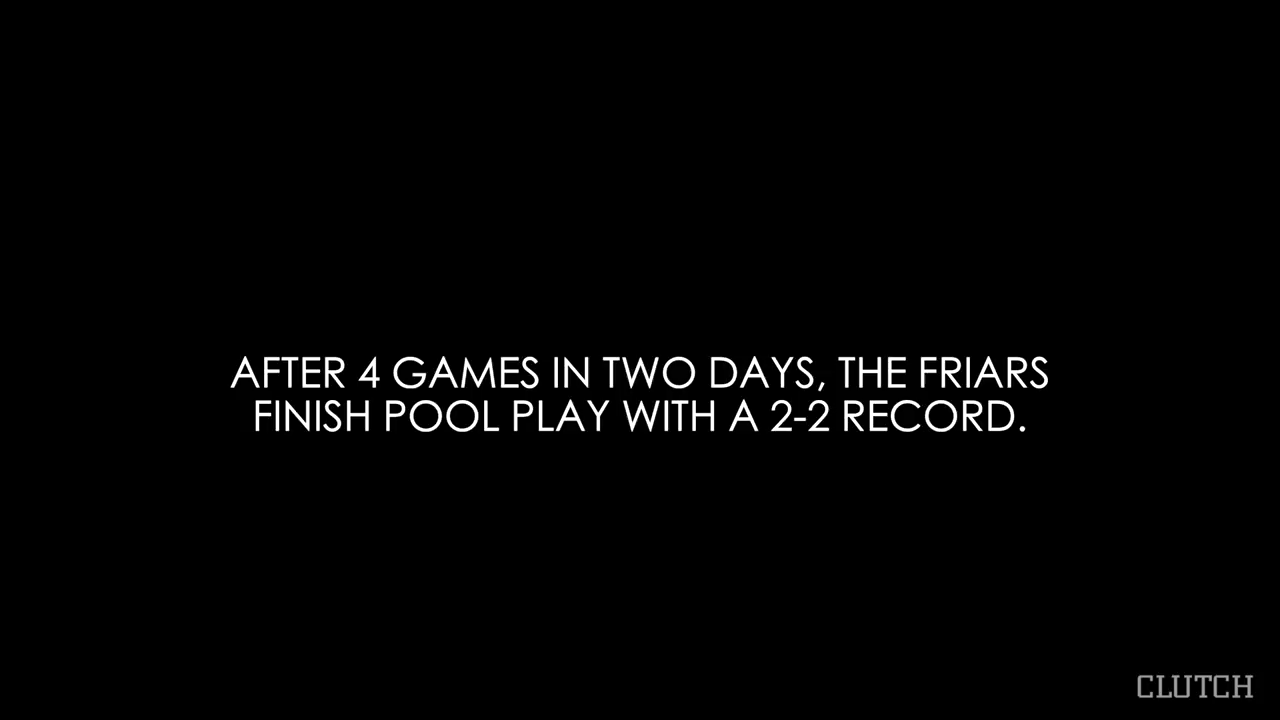 AFTER 4 GAMES IN TWO DAYS, THE FRIARS
FINISH POOL PLAY WITH A 2-2 RECORD.
CLUTCH